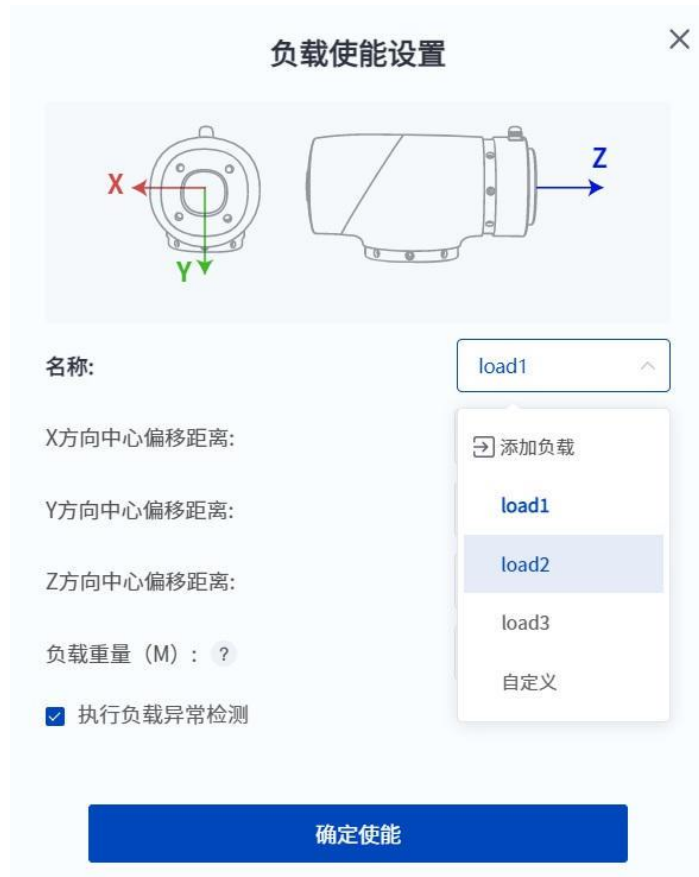 负载使能设置
X
Y
Z
名称:
load1
X方向中心偏移距离:
添加负载
load1
Y方向中心偏移距离:
load2
Z方向中心偏移距离:
load3
负载重量（M）: ?
自定义
执行负载异常检测
确定使能